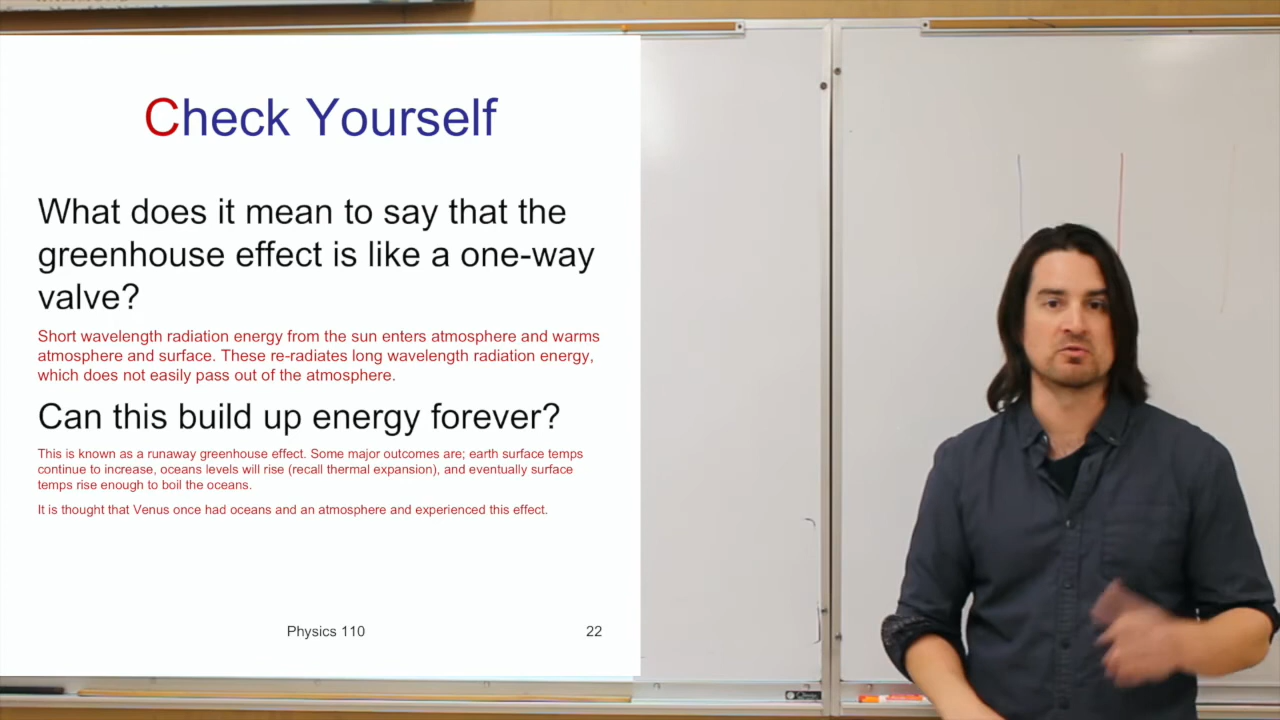 Check Yourself
What does it mean to say that the
greenhouse effect is like a one-way
valve?
Short wavelength radiation energy from the sun enters atmosphere and warms
atmosphere and surface. These re-radiates long wavelength radiation energy,
which does not easily pass out of the atmosphere.
Can this build up energy forever?
This is known as a runaway greenhouse effect. Some major outcomes are; earth surface temps
continue to increase, oceans levels will rise (recall thermal expansion), and eventually surface
temps rise enough to boil the oceans.
It is thought that Venus once had oceans and an atmosphere and experienced this effect.
Physics 110
22